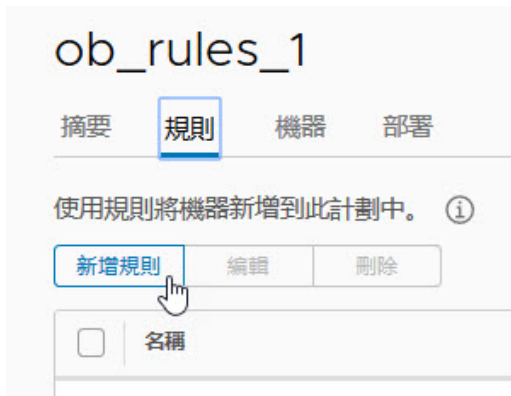 ob_rules_1
摘要 規則 機器 部署
使用規則將機器新增到此計劃中。
新增規則 編輯 刪除
名稱